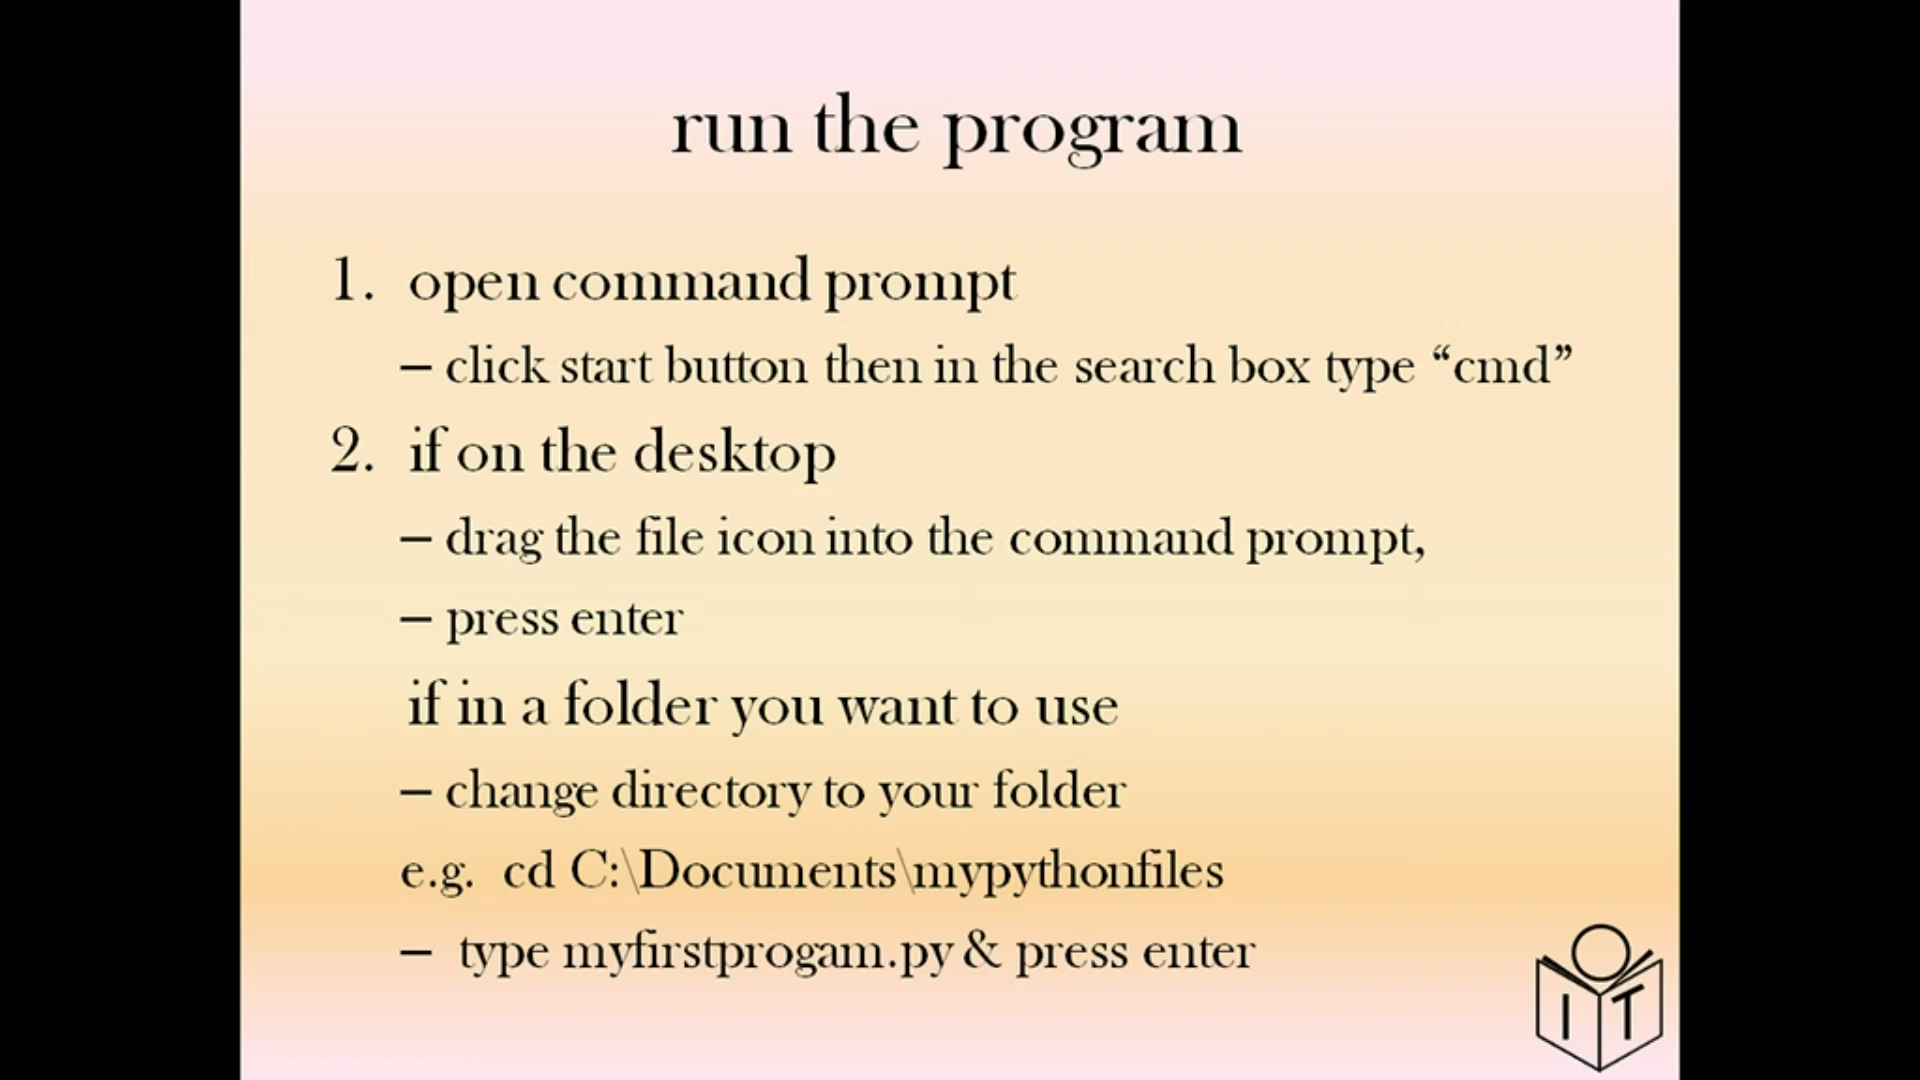 run the program
1. open command prompt
– click start button then in the search box type “cmd”
2. if on the desktop
– drag the file icon into the command prompt,
– press enter
if in a folder you want to use
– change directory to your folder
e.g. cd C:\Documents\mypythonfiles
– type myfirstprogam.py & press enter
I T